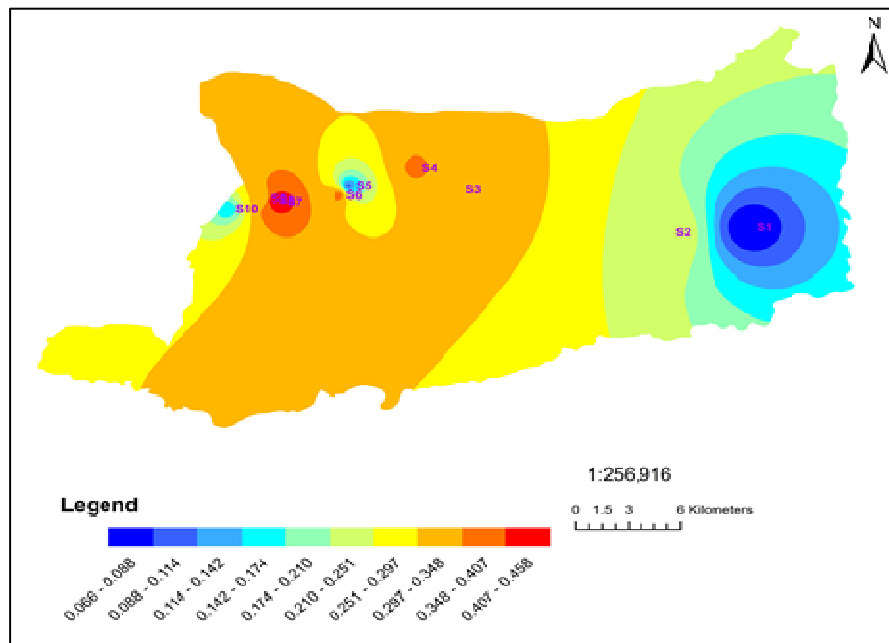 N
S4
S5
S3
S6
S7
S10
S2
S1
1:256,916
Legend
0 1.5 3 6 Kilometers
0.066 - 0.088
0.088 - 0.114
0.114 - 0.142
0.142 - 0.174
0.174 - 0.210
0.210 - 0.251
0.251 - 0.297
0.297 - 0.348
0.348 - 0.407
0.407 - 0.458